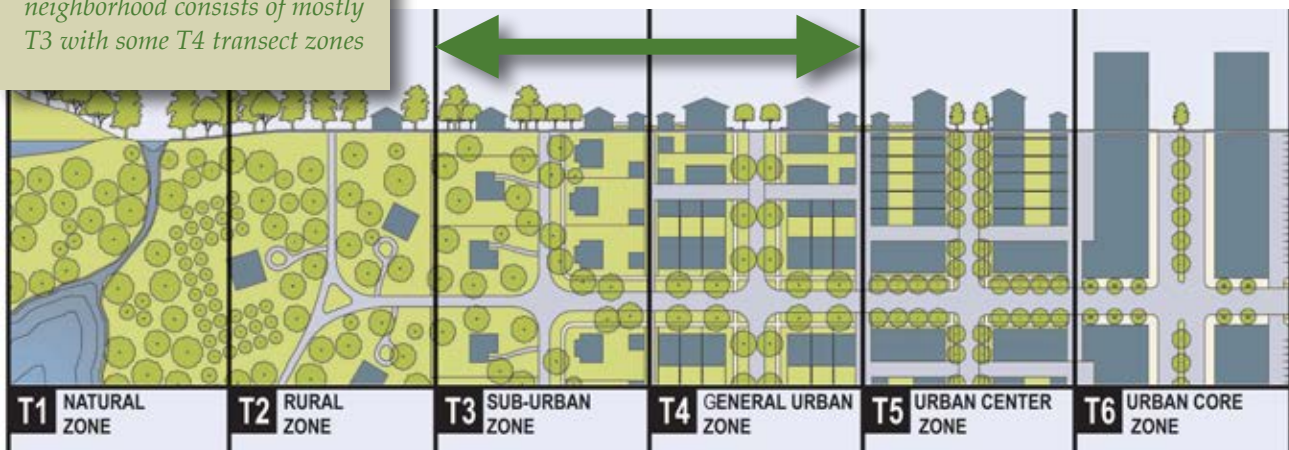 neighborhood consists of mostly
T3 with some T4 transect zones
T1 NATURAL
ZONE
T2 RURAL
ZONE
T3 SUB-URBAN
ZONE
T4 GENERAL URBAN
ZONE
T5 URBAN CENTER
ZONE
T6 URBAN CORE
ZONE